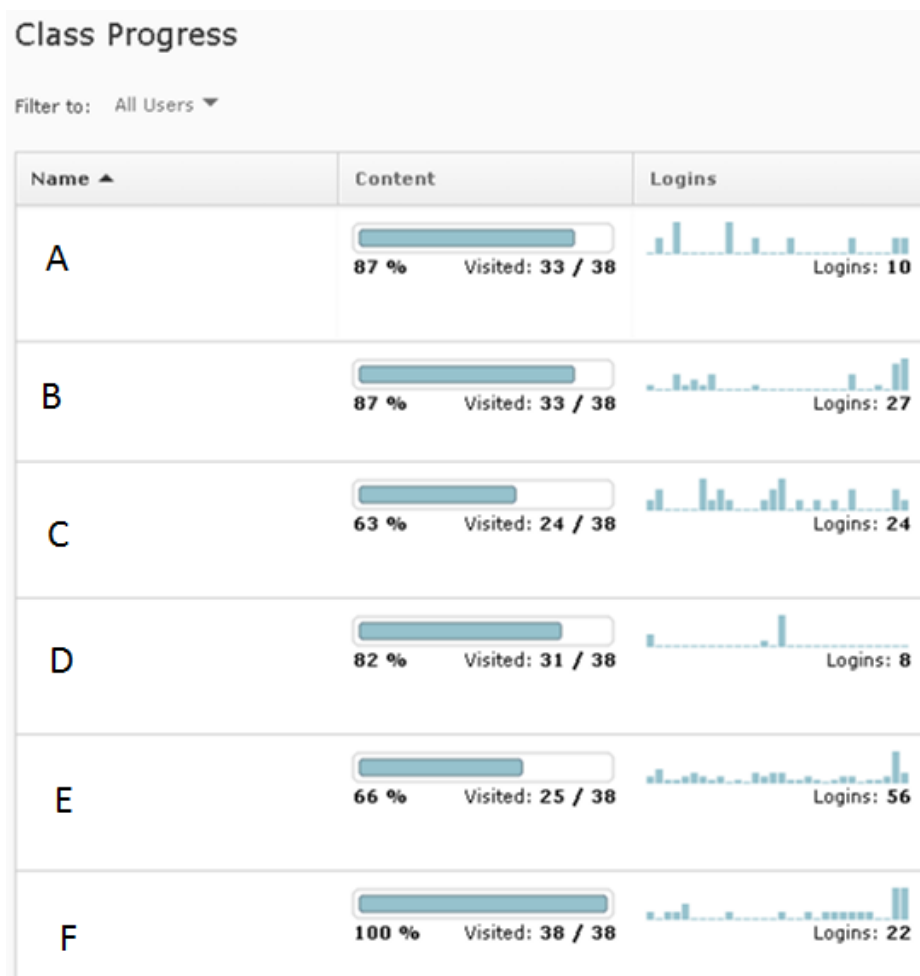 Class Progress
Filter to: All Users
Name Content Logins
A
87 % Visited: 33 / 38 Logins: 10
B
87 % Visited: 33 / 38 Logins: 27
C
63 % Visited: 24 / 38 Logins: 24
D
82 % Visited: 31 / 38 Logins: 8
E
66 % Visited: 25 / 38 Logins: 56
F
100 % Visited: 38 / 38 Logins: 22